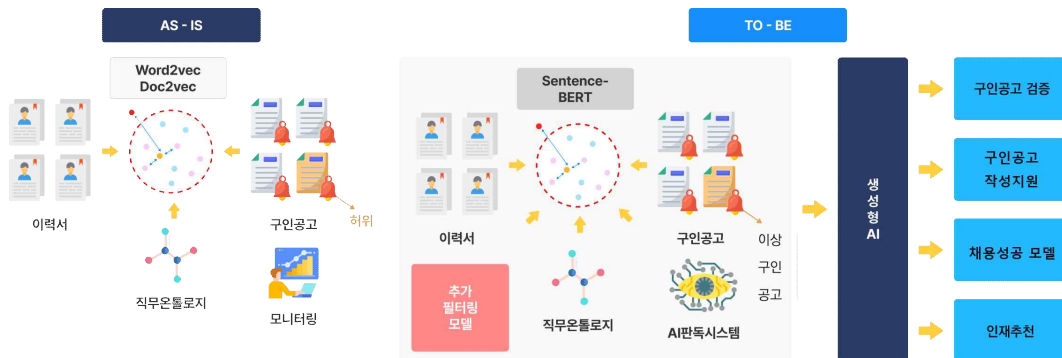 AS - IS
TO - BE
Word2vec
Doc2vec
이력서
구인공고
허위
직무온톨로지
모니터링
Sentence-
BERT
이력서
구인공고
이상
구인
공고
추가
필터링
모델
직무온톨로지
AI판독시스템
생
성
형
AI
구인공고 검증
구인공고
작성지원
채용성공 모델
인재추천